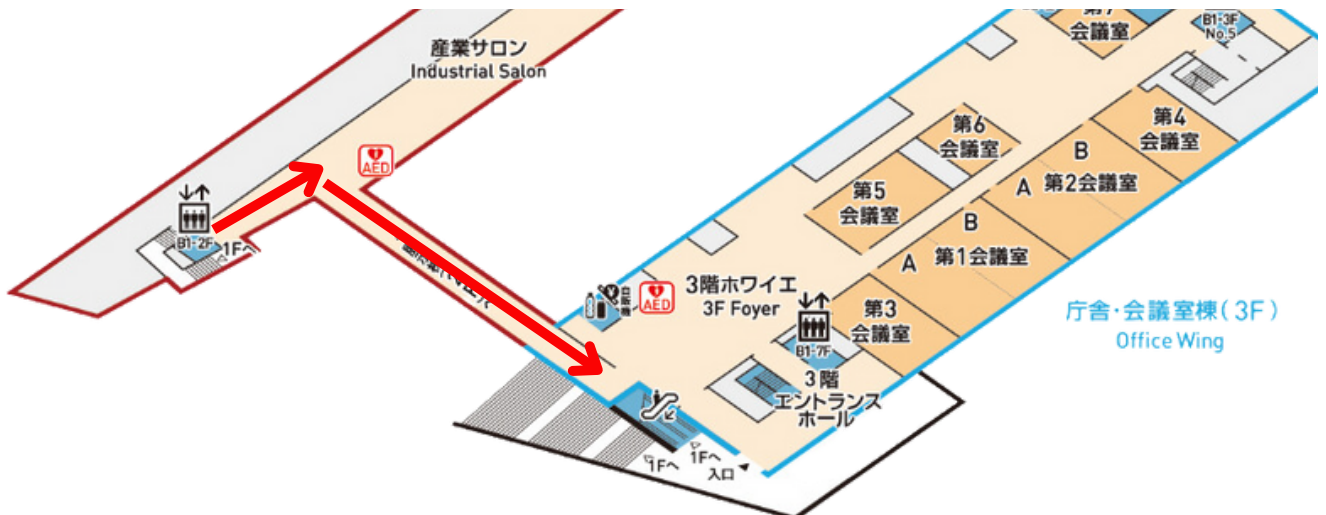 産業サロン
Industrial Salon
AED
B1-2F
1Fへ
自販機
AED
3階ホワイエ
3F Foyer
B1-7F
3階
エントランス
ホール
1Fへ
1Fへ
入口
第3
会議室
A
第1会議室
B
A
第2会議室
B
第4
会議室
第5
会議室
第6
会議室
会議室
B1-3F
No.5
庁舎・会議室棟(3F)
Office Wing